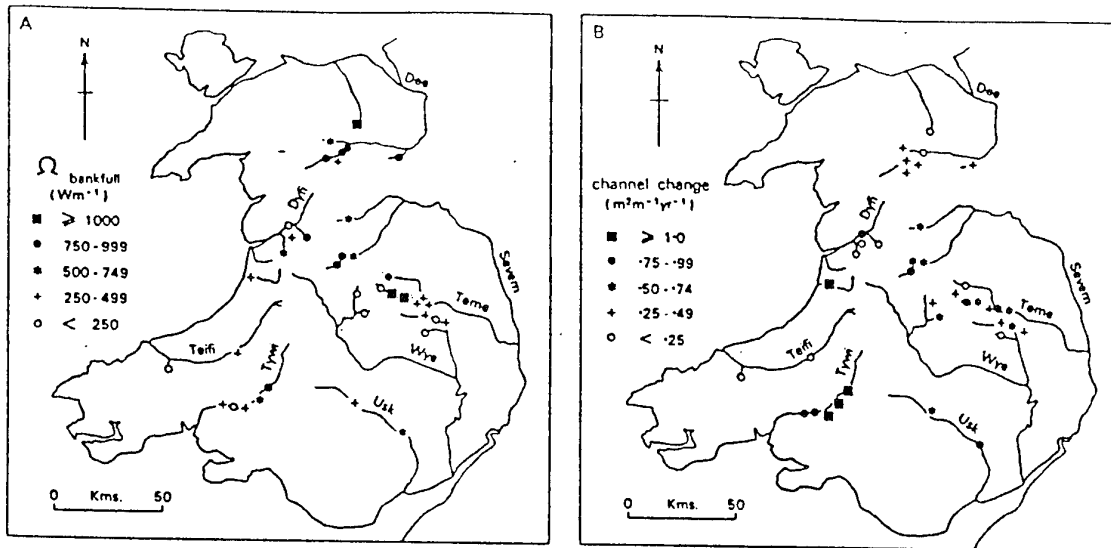 A
N
Ω bankfull
(Wm⁻¹)
■ ⩾ 1000
● 750-999
* 500-749
+ 250-499
○ < 250
Dee
Dyfi
Severn
Teme
Teifi
Tywi
Wye
Usk
0 Kms. 50
B
N
channel change
(m²m⁻¹yr⁻¹)
■ ⩾ 1·0
● ·75-·99
* ·50-·74
+ ·25-·49
○ < ·25
Dee
Dyfi
Severn
Teme
Teifi
Tywi
Wye
Usk
0 Kms. 50